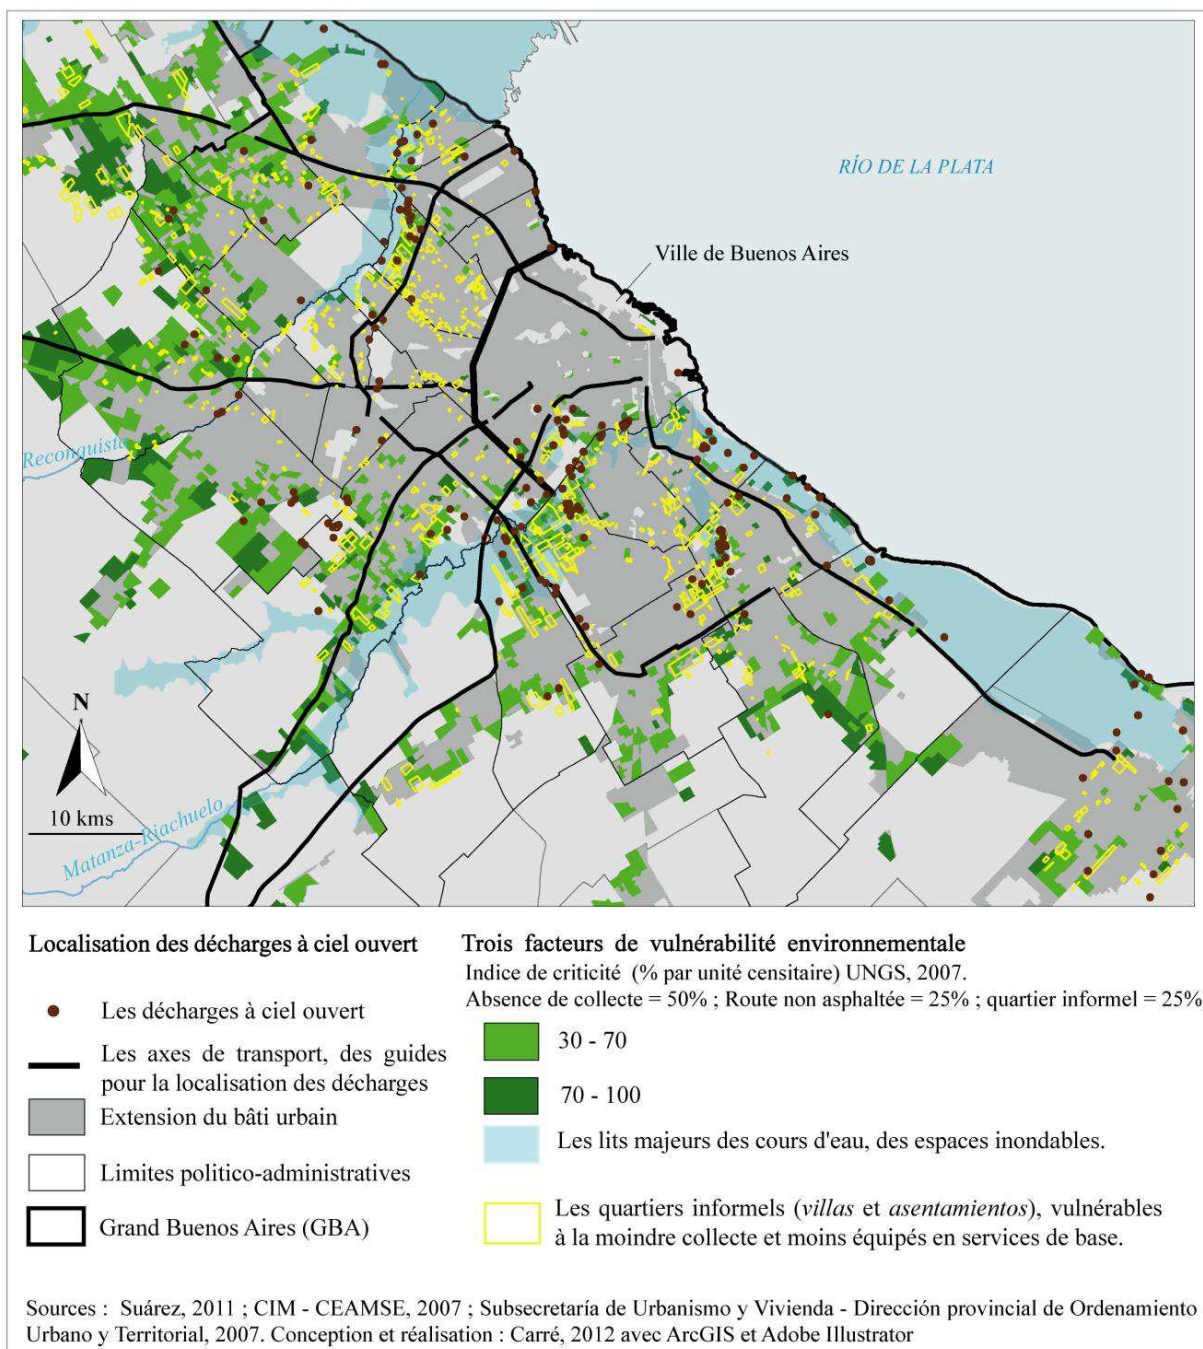 RÍO DE LA PLATA
Ville de Buenos Aires
Reconquista
N
10 kms
Matanza-Riachuelo
Localisation des décharges à ciel ouvert
Les décharges à ciel ouvert
Les axes de transport, des guides
pour la localisation des décharges
Extension du bâti urbain
Limites politico-administratives
Grand Buenos Aires (GBA)
Trois facteurs de vulnérabilité environnementale
Indice de criticité (% par unité censitaire) UNGS, 2007.
Absence de collecte = 50% ; Route non asphaltée = 25% ; quartier informel = 25%
30 - 70
70 - 100
Les lits majeurs des cours d'eau, des espaces inondables.
Les quartiers informels (villas et asentamientos), vulnérables
à la moindre collecte et moins équipés en services de base.
Sources : Suárez, 2011 ; CIM - CEAMSE, 2007 ; Subsecretaría de Urbanismo y Vivienda - Dirección provincial de Ordenamiento
Urbano y Territorial, 2007. Conception et réalisation : Carré, 2012 avec ArcGIS et Adobe Illustrator